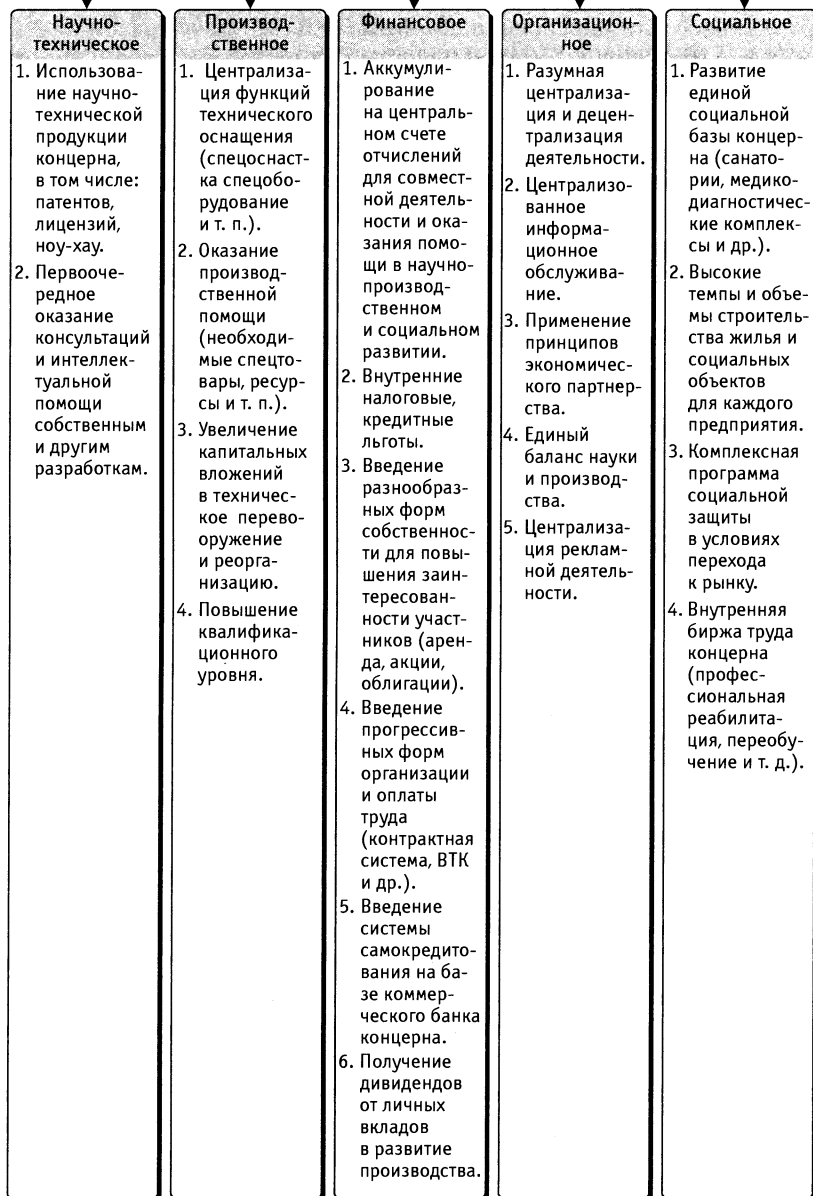 Научно-
техническое
1. Использова-
ние научно-
технической
продукции
концерна,
в том числе:
патентов,
лицензий,
ноу-хау.
2. Первооче-
редное
оказание
консультаций
и интеллек-
туальной
помощи
собственным
и другим
разработкам.
Производ-
ственное
1. Централиза-
ция функций
технического
оснащения
(спецоснаст-
ка спецобо-
рудование
и т. п.).
2. Оказание
производ-
ственной
помощи
(необходи-
мые спецто-
вары, ресур-
сы и т. п.).
3. Увеличение
капитальных
вложений
в техничес-
кое перево-
оружение
и реорга-
низацию.
4. Повышение
квалифика-
ционного
уровня.
Финансовое
1. Аккумули-
рование
на централь-
ном счете
отчислений
для совмест-
ной деятель-
ности и ока-
зания помо-
щи в научно-
производ-
ственном
и социальном
развитии.
2. Внутренние
налоговые,
кредитные
льготы.
3. Введение
разнообраз-
ных форм
собственнос-
ти для повы-
шения заин-
тересован-
ности участ-
ников (арен-
да, акции,
облигации).
4. Введение
прогрессив-
ных форм
организации
и оплаты
труда
(контрактная
система, ВТК
и др.).
5. Введение
системы
самокредито-
вания на ба-
зе коммер-
ческого банка
концерна.
6. Получение
дивидендов
от личных
вкладов
в развитие
производства.
Организацион-
ное
1. Разумная
централиза-
ция и децен-
трализация
деятельности.
2. Централизо-
ванное
информа-
ционное
обслужива-
ние.
3. Применение
принципов
экономичес-
кого партнер-
ства.
4. Единый
баланс науки
и производ-
ства.
5. Централиза-
ция реклам-
ной деятель-
ности.
Социальное
1. Развитие
единой
социальной
базы концер-
на (санато-
рии, медико-
диагностичес-
кие комплек-
сы и др.).
2. Высокие
темпы и объе-
мы строитель-
ства жилья и
социальных
объектов
для каждого
предприятия.
3. Комплексная
программа
социальной
защиты
в условиях
перехода
к рынку.
4. Внутренняя
биржа труда
концерна
(профес-
сиональная
реабилита-
ция, переобу-
чение и т. д.).